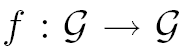 f : 𝒢 → 𝒢